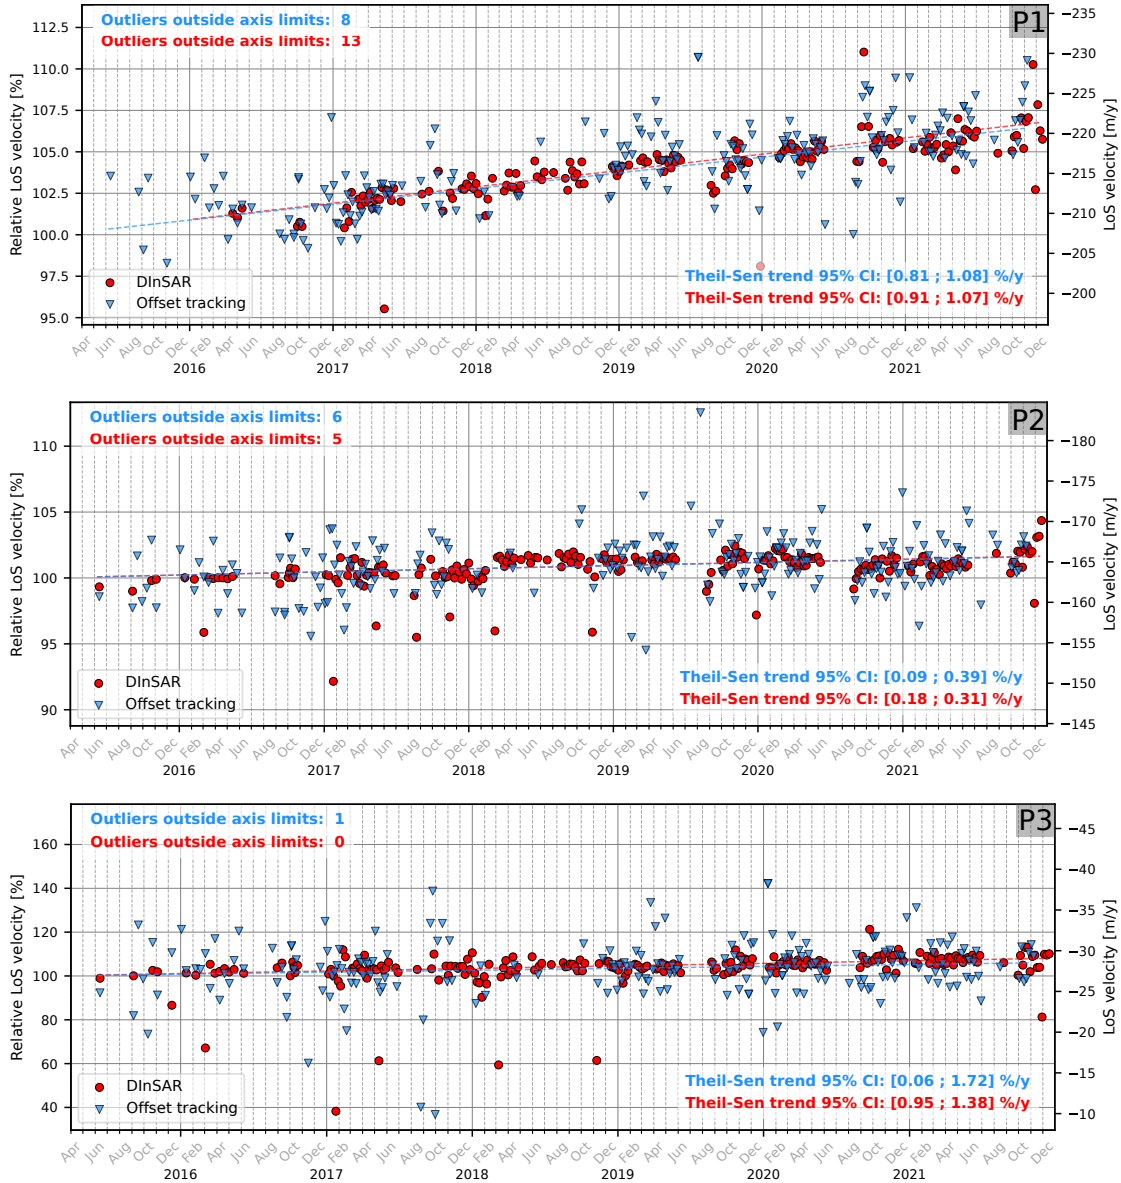 Outliers outside axis limits: 8
Outliers outside axis limits: 13
P1
Relative LoS velocity [%]
112.5
110.0
107.5
105.0
102.5
100.0
97.5
95.0
LoS velocity [m/y]
−235
−230
−225
−220
−215
−210
−205
−200
DInSAR
Offset tracking
Theil-Sen trend 95% CI: [0.81 ; 1.08] %/y
Theil-Sen trend 95% CI: [0.91 ; 1.07] %/y
Apr Jun Aug Oct Dec Feb Apr Jun Aug Oct Dec Feb Apr Jun Aug Oct Dec Feb Apr Jun Aug Oct Dec Feb Apr Jun Aug Oct Dec Feb Apr Jun Aug Oct Dec Feb Apr Jun Aug Oct Dec
2016 2017 2018 2019 2020 2021
Outliers outside axis limits: 6
Outliers outside axis limits: 5
P2
Relative LoS velocity [%]
110
105
100
95
90
LoS velocity [m/y]
−180
−175
−170
−165
−160
−155
−150
−145
DInSAR
Offset tracking
Theil-Sen trend 95% CI: [0.09 ; 0.39] %/y
Theil-Sen trend 95% CI: [0.18 ; 0.31] %/y
Apr Jun Aug Oct Dec Feb Apr Jun Aug Oct Dec Feb Apr Jun Aug Oct Dec Feb Apr Jun Aug Oct Dec Feb Apr Jun Aug Oct Dec Feb Apr Jun Aug Oct Dec Feb Apr Jun Aug Oct Dec
2016 2017 2018 2019 2020 2021
Outliers outside axis limits: 1
Outliers outside axis limits: 0
P3
Relative LoS velocity [%]
160
140
120
100
80
60
40
LoS velocity [m/y]
−45
−40
−35
−30
−25
−20
−15
−10
DInSAR
Offset tracking
Theil-Sen trend 95% CI: [0.06 ; 1.72] %/y
Theil-Sen trend 95% CI: [0.95 ; 1.38] %/y
Apr Jun Aug Oct Dec Feb Apr Jun Aug Oct Dec Feb Apr Jun Aug Oct Dec Feb Apr Jun Aug Oct Dec Feb Apr Jun Aug Oct Dec Feb Apr Jun Aug Oct Dec Feb Apr Jun Aug Oct Dec
2016 2017 2018 2019 2020 2021